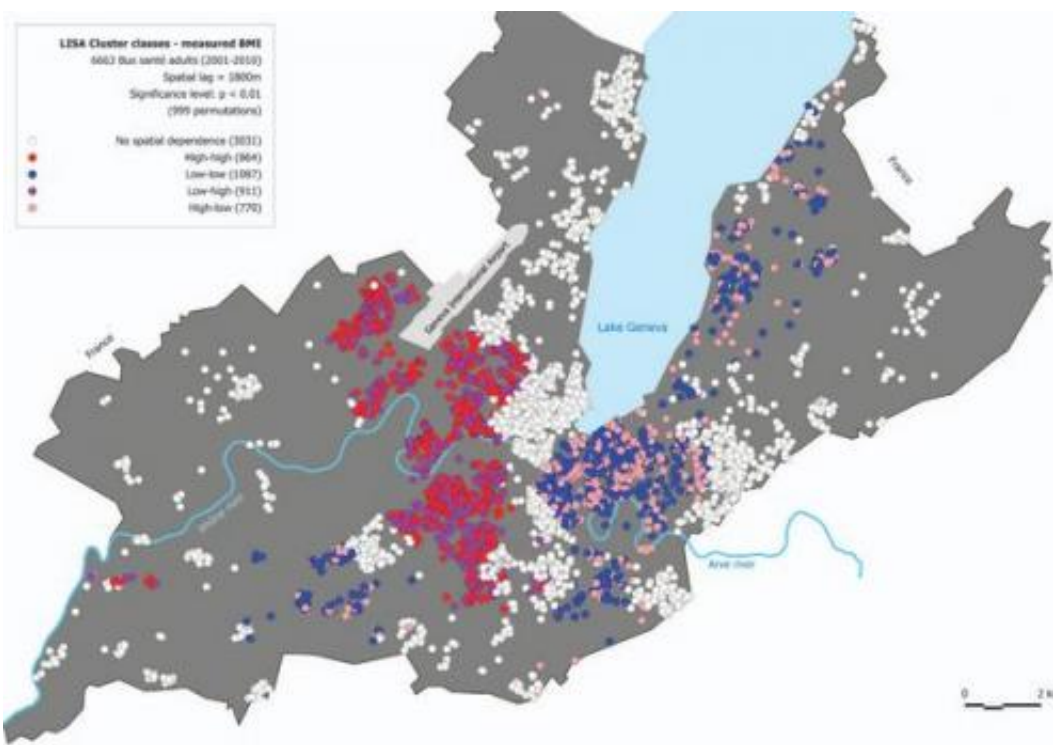 LISA Cluster classes - measured BMI
6663 Bus santé adults (2001-2010)
Spatial lag = 1800m
Significance level: p < 0.01
(999 permutations)
No spatial dependence (3031)
High-high (864)
Low-low (1087)
Low-high (911)
High-low (770)
France
Geneva International Airport
Lake Geneva
France
Arve river
0 2 k